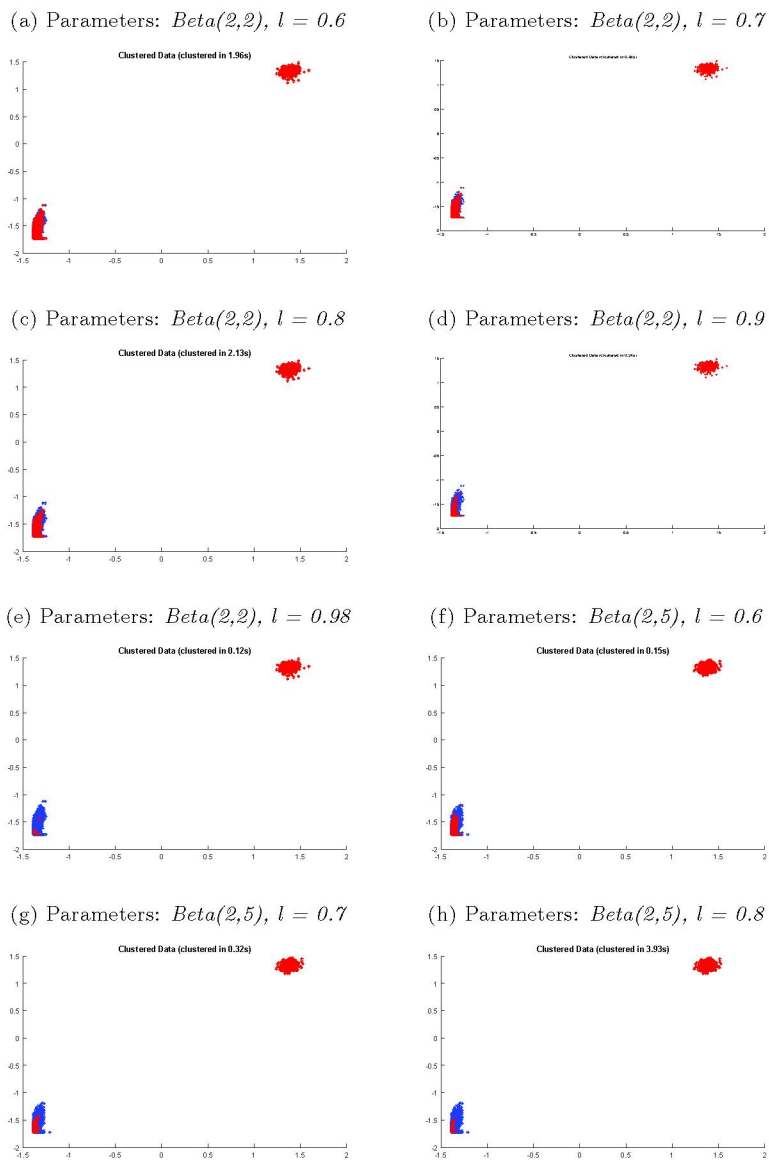 (a) Parameters: Beta(2,2), l = 0.6
(b) Parameters: Beta(2,2), l = 0.7
Clustered Data (clustered in 1.96s)
1.5
1
0.5
0
-0.5
-1
-1.5
-2
-1.5 -1 -0.5 0 0.5 1 1.5 2
Clustered Data (clustered in
(c) Parameters: Beta(2,2), l = 0.8
(d) Parameters: Beta(2,2), l = 0.9
Clustered Data (clustered in 2.13s)
1.5
1
0.5
0
-0.5
-1
-1.5
-2
-1.5 -1 -0.5 0 0.5 1 1.5 2
Clustered Data (clustered in
(e) Parameters: Beta(2,2), l = 0.98
(f) Parameters: Beta(2,5), l = 0.6
Clustered Data (clustered in 0.12s)
1.5
1
0.5
0
-0.5
-1
-1.5
-2
-1.5 -1 -0.5 0 0.5 1 1.5 2
Clustered Data (clustered in 0.15s)
1.5
1
0.5
0
-0.5
-1
-1.5
-2
-1.5 -1 -0.5 0 0.5 1 1.5 2
(g) Parameters: Beta(2,5), l = 0.7
(h) Parameters: Beta(2,5), l = 0.8
Clustered Data (clustered in 0.32s)
1.5
1
0.5
0
-0.5
-1
-1.5
-2
-1.5 -1 -0.5 0 0.5 1 1.5 2
Clustered Data (clustered in 3.93s)
1.5
1
0.5
0
-0.5
-1
-1.5
-2
-1.5 -1 -0.5 0 0.5 1 1.5 2